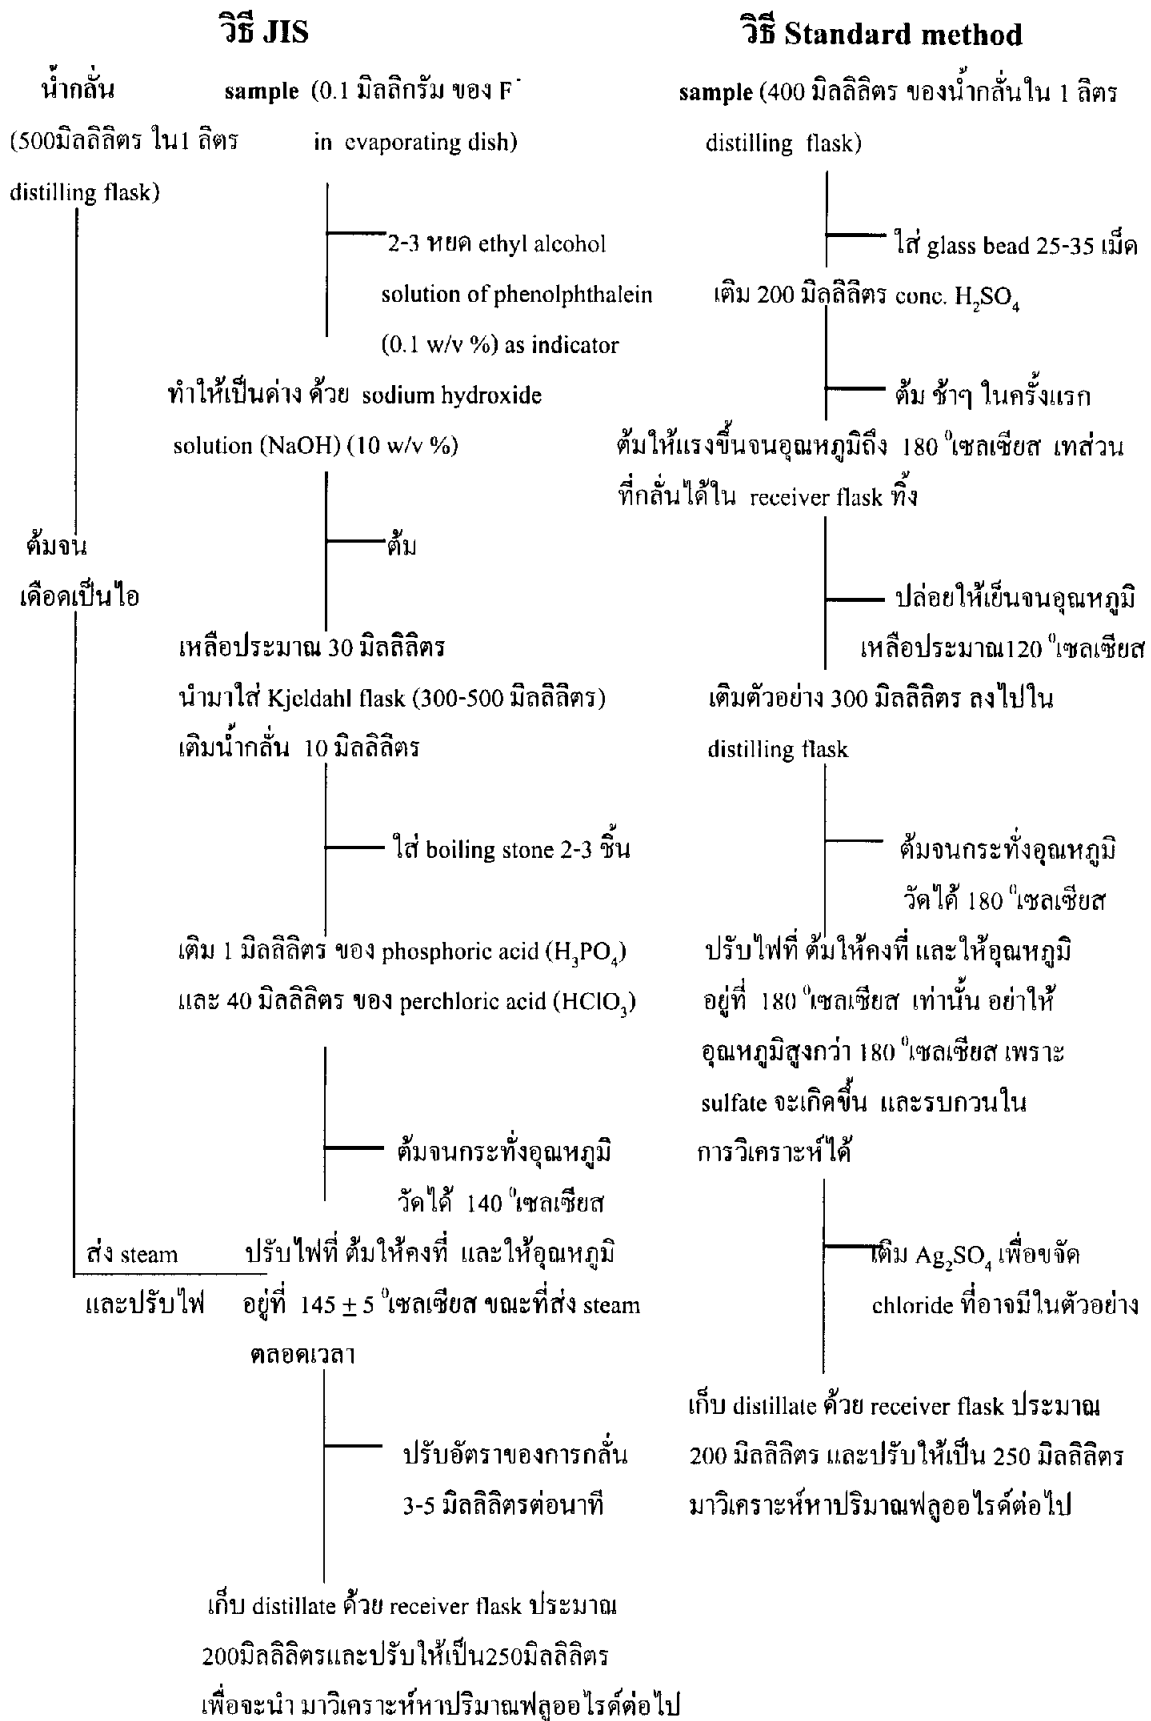 วิธี JIS
น้ำกลั่น
(500มิลลิลิตร ใน1 ลิตร
distilling flask)
ต้มจน
เดือดเป็นไอ
ส่ง steam
และปรับไฟ
sample (0.1 มิลลิกรัม ของ F⁻
in evaporating dish)
2-3 หยด ethyl alcohol
solution of phenolphthalein
(0.1 w/v %) as indicator
ทำให้เป็นด่าง ด้วย sodium hydroxide
solution (NaOH) (10 w/v %)
ต้ม
เหลือประมาณ 30 มิลลิลิตร
นำมาใส่ Kjeldahl flask (300-500 มิลลิลิตร)
เติมน้ำกลั่น 10 มิลลิลิตร
ใส่ boiling stone 2-3 ชิ้น
เติม 1 มิลลิลิตร ของ phosphoric acid (H₃PO₄)
และ 40 มิลลิลิตร ของ perchloric acid (HClO₃)
ต้มจนกระทั่งอุณหภูมิ
วัดได้ 140 ⁰เซลเซียส
ปรับไฟที่ ต้มให้คงที่ และให้อุณหภูมิ
อยู่ที่ 145 ± 5 ⁰เซลเซียส ขณะที่ส่ง steam
ตลอดเวลา
ปรับอัตราของการกลั่น
3-5 มิลลิลิตรต่อนาที
เก็บ distillate ด้วย receiver flask ประมาณ
200มิลลิลิตรและปรับให้เป็น250มิลลิลิตร
เพื่อจะนำ มาวิเคราะห์หาปริมาณฟลูออไรด์ต่อไป
วิธี Standard method
sample (400 มิลลิลิตร ของน้ำกลั่นใน 1 ลิตร
distilling flask)
ใส่ glass bead 25-35 เม็ด
เติม 200 มิลลิลิตร conc. H₂SO₄
ต้ม ช้าๆ ในครั้งแรก
ต้มให้แรงขึ้นจนอุณหภูมิถึง 180 ⁰เซลเซียส เทส่วน
ที่กลั่นได้ใน receiver flask ทิ้ง
ปล่อยให้เย็นจนอุณหภูมิ
เหลือประมาณ120 ⁰เซลเซียส
เติมตัวอย่าง 300 มิลลิลิตร ลงไปใน
distilling flask
ต้มจนกระทั่งอุณหภูมิ
วัดได้ 180 ⁰เซลเซียส
ปรับไฟที่ ต้มให้คงที่ และให้อุณหภูมิ
อยู่ที่ 180 ⁰เซลเซียส เท่านั้น อย่าให้
อุณหภูมิสูงกว่า 180 ⁰เซลเซียส เพราะ
sulfate จะเกิดขึ้น และรบกวนใน
การวิเคราะห์ได้
เติม Ag₂SO₄ เพื่อขจัด
chloride ที่อาจมีในตัวอย่าง
เก็บ distillate ด้วย receiver flask ประมาณ
200 มิลลิลิตร และปรับให้เป็น 250 มิลลิลิตร
มาวิเคราะห์หาปริมาณฟลูออไรด์ต่อไป